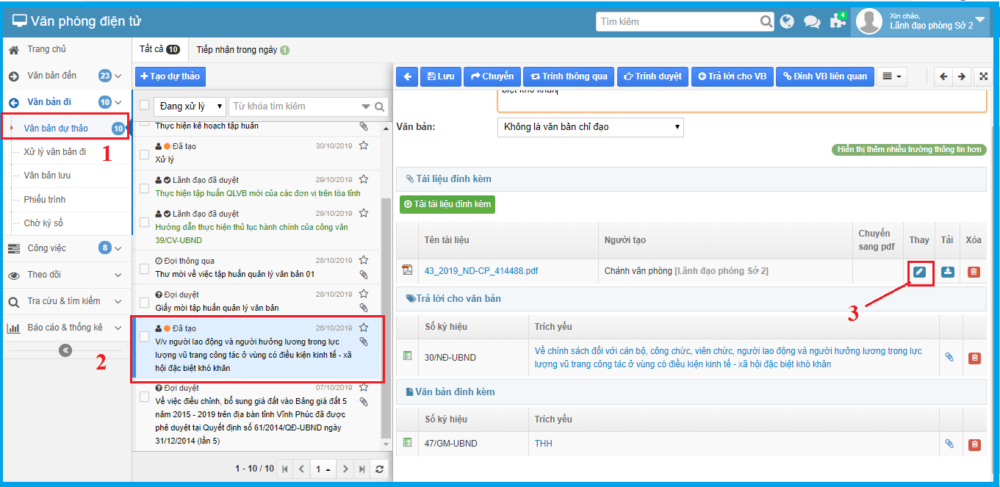 Văn phòng điện tử
Tìm kiếm
4
Xin chào,
Lãnh đạo phòng Sở 2
Trang chủ
Văn bản đến 23
Văn bản đi 10
Văn bản dự thảo 10
1
Xử lý văn bản đi
Văn bản lưu
Phiếu trình
Chờ ký số
Công việc 8
Theo dõi
Tra cứu & tìm kiếm
Báo cáo & thống kê
2
Tất cả 10 Tiếp nhận trong ngày 1
+Tạo dự thảo
Đang xử lý Từ khóa tìm kiếm
Thực hiện kế hoạch tập huấn
Đã tạo 30/10/2019
Xử lý
Lãnh đạo đã duyệt 29/10/2019
Thực hiện tập huấn QLVB mới của các đơn vị trên tòa tỉnh
Lãnh đạo đã duyệt 29/10/2019
Hướng dẫn thực hiện thủ tục hành chính của công văn
39/CV-UBND
Đợi thông qua 28/10/2019
Thư mời về việc tập huấn quản lý văn bản 01
Đợi duyệt 28/10/2019
Giấy mời tập huấn quản lý văn bản
Đã tạo 26/10/2019
V/v người lao động và người hưởng lương trong lực
lượng vũ trang công tác ở vùng có điều kiện kinh tế - xã
hội đặc biệt khó khăn
Đợi duyệt 07/10/2019
Về việc điều chỉnh, bổ sung giá đất vào Bảng giá đất 5
năm 2015 - 2019 trên địa bàn tỉnh Vĩnh Phúc đã được
phê duyệt tại Quyết định số 61/2014/QĐ-UBND ngày
31/12/2014 (lần 5)
1 - 10 / 10 1
Lưu Chuyển Trình thông qua Trình duyệt Trả lời cho VB Đính VB liên quan
biệt khó khăn
Văn bản: Không là văn bản chỉ đạo
Hiển thị thêm nhiều trường thông tin hơn
Tài liệu đính kèm
Tải tài liệu đính kèm
Tên tài liệu Người tạo Chuyển
sang pdf Thay Tải Xóa
43_2019_ND-CP_414488.pdf Chánh văn phòng [Lãnh đạo phòng Sở 2]
3
Trả lời cho văn bản
Số ký hiệu Trích yếu
30/NĐ-UBND Về chính sách đối với cán bộ, công chức, viên chức, người lao động và người hưởng lương trong lực
lượng vũ trang công tác ở vùng có điều kiện kinh tế - xã hội đặc biệt khó khăn
Văn bản đính kèm
Số ký hiệu Trích yếu
47/GM-UBND THH